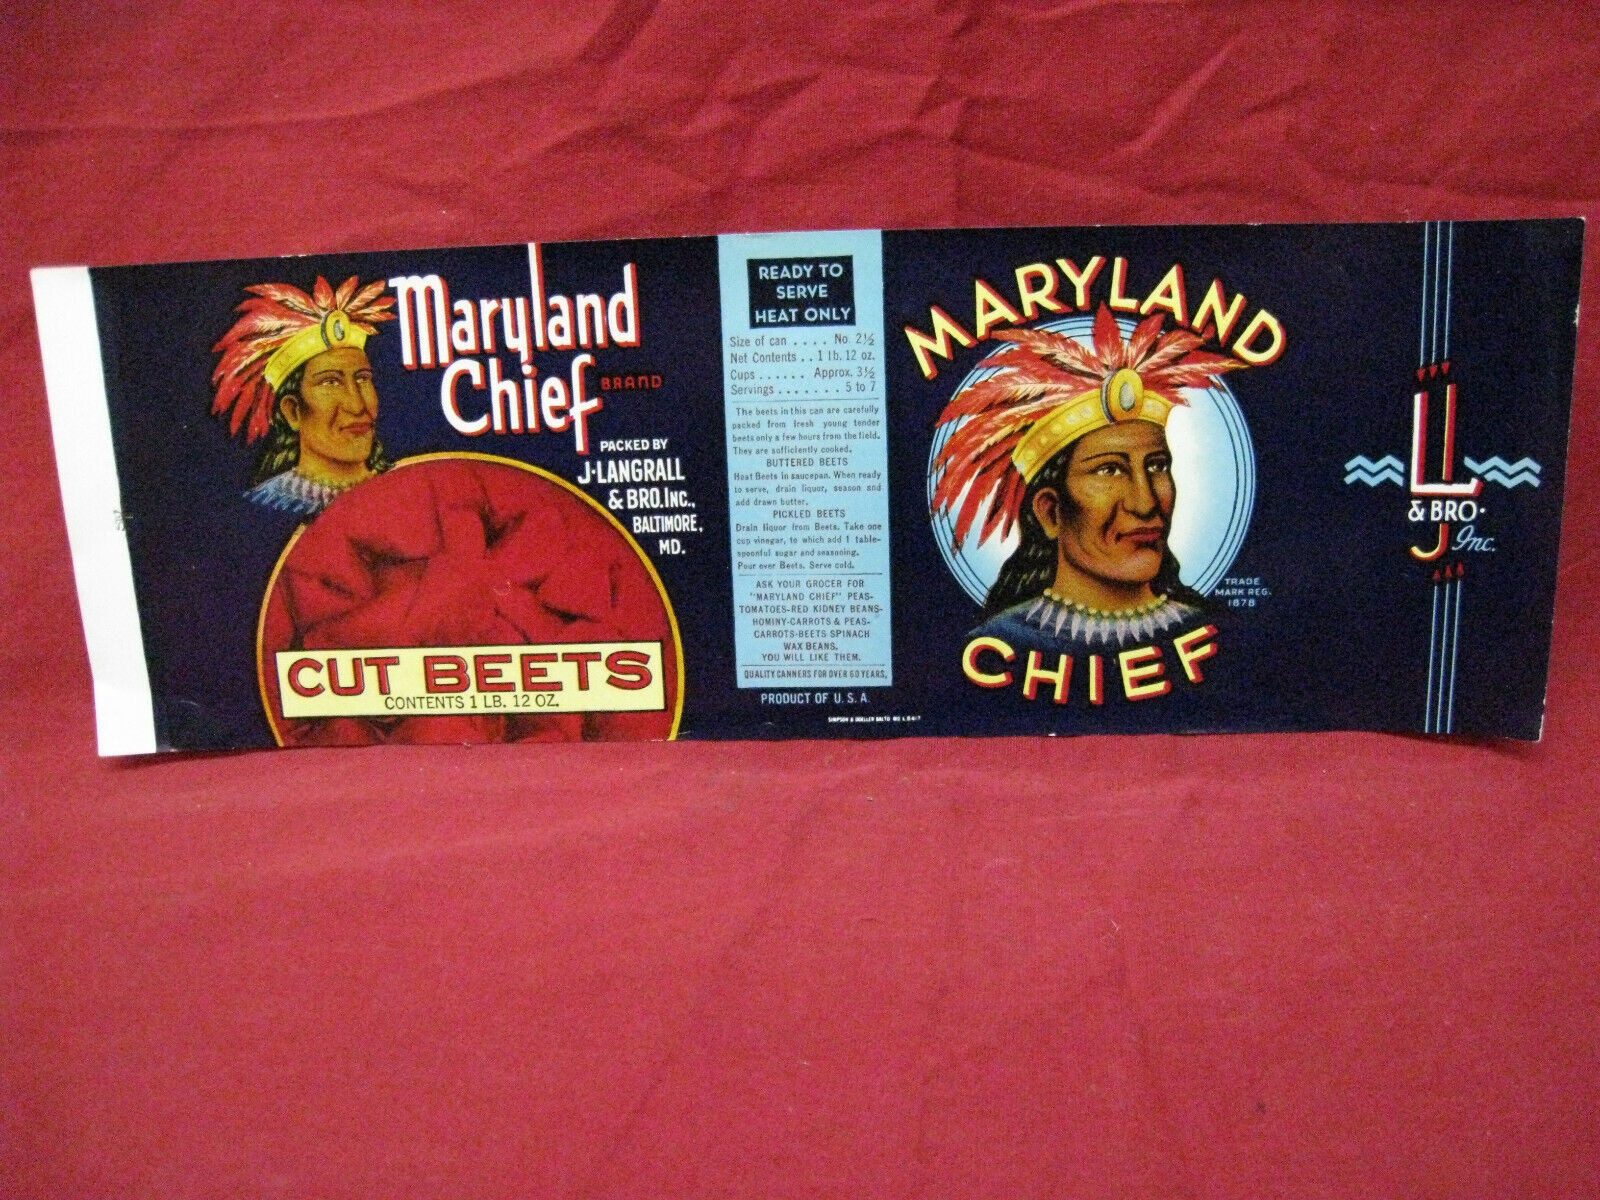 Maryland
Chief BRAND
PACKED BY
J·LANGRALL
& BRO. INC.,
BALTIMORE,
MD.
CUT BEETS
CONTENTS 1 LB. 12 OZ.
READY TO
SERVE
HEAT ONLY
Size of can .... No. 2½
Net Contents .. 1 lb. 12 oz.
Cups ...... Approx. 3½
Servings ....... 5 to 7
The beets in this can are carefully
packed from fresh young tender
beets only a few hours from the field.
They are sufficiently cooked.
BUTTERED BEETS
Heat Beets in saucepan. When ready
to serve, drain liquor, season and
add drawn butter.
PICKLED BEETS
Drain liquor from Beets. Take one
cup vinegar, to which add 1 table-
spoonful sugar and seasoning.
Pour over Beets. Serve cold.
ASK YOUR GROCER FOR
"MARYLAND CHIEF" PEAS-
TOMATOES-RED KIDNEY BEANS-
HOMINY-CARROTS & PEAS-
CARROTS-BEETS SPINACH
WAX BEANS.
YOU WILL LIKE THEM.
QUALITY CANNERS FOR OVER 60 YEARS,
PRODUCT OF U. S. A.
SIMPSON & DOELLER BALTO
MARYLAND
CHIEF
TRADE
MARK REG.
1878
L
& BRO.
J Inc.